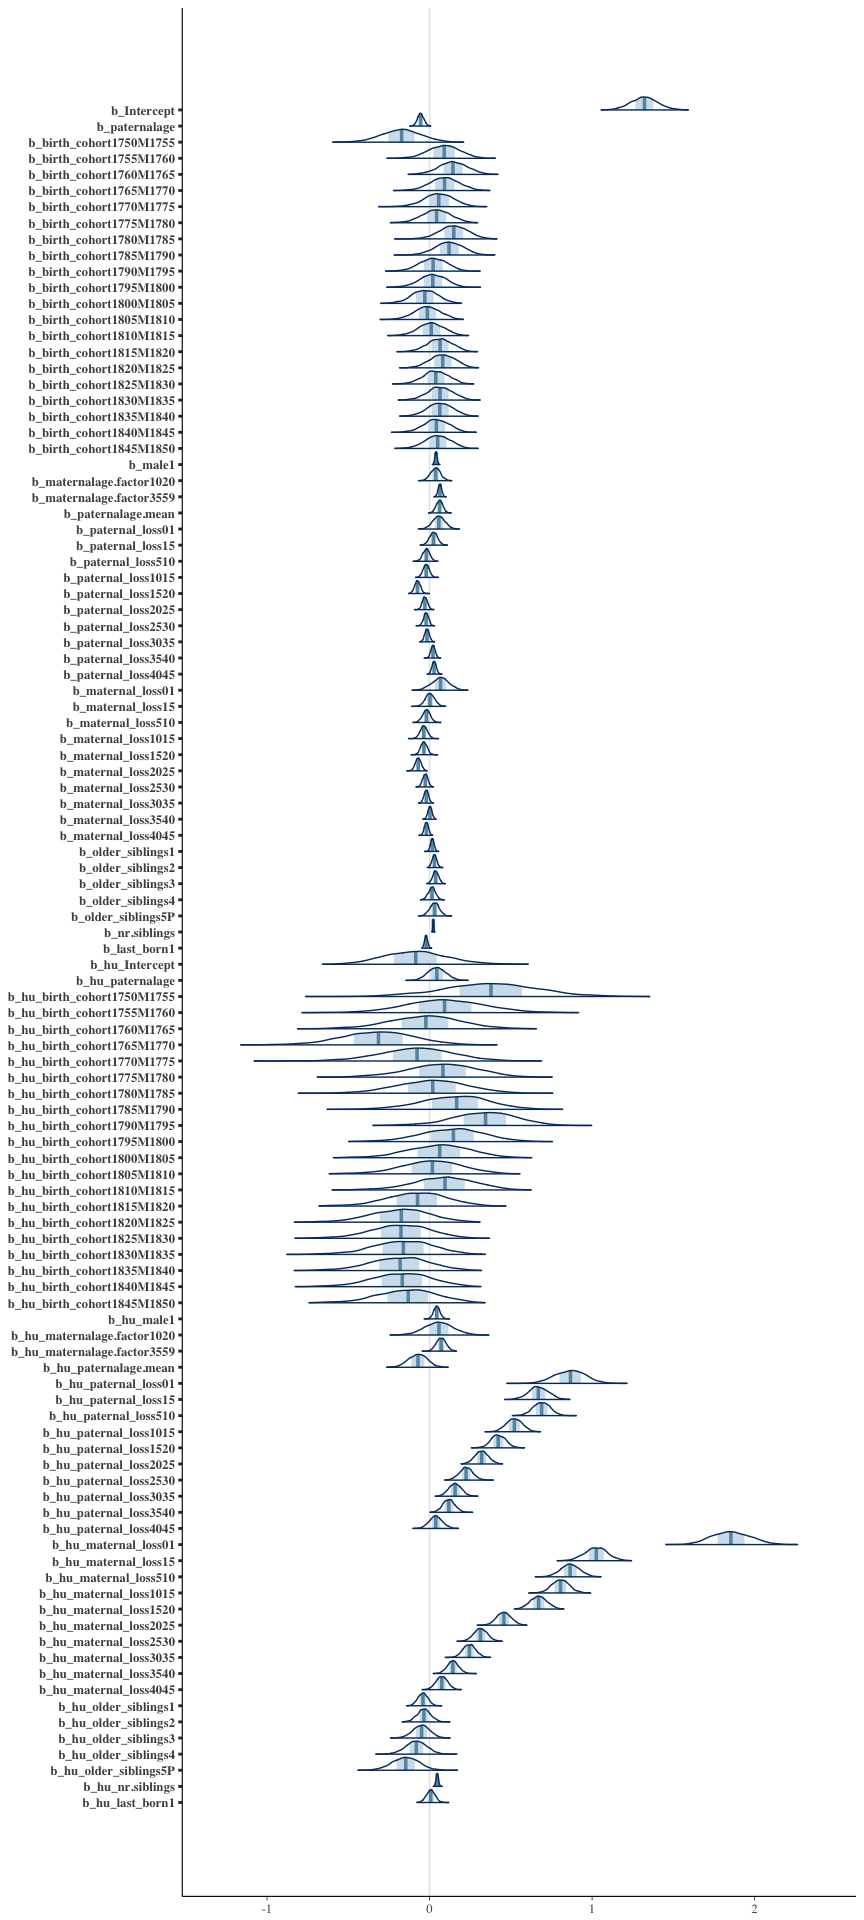 b_Intercept
b_paternalage
b_birth_cohort1750M1755
b_birth_cohort1755M1760
b_birth_cohort1760M1765
b_birth_cohort1765M1770
b_birth_cohort1770M1775
b_birth_cohort1775M1780
b_birth_cohort1780M1785
b_birth_cohort1785M1790
b_birth_cohort1790M1795
b_birth_cohort1795M1800
b_birth_cohort1800M1805
b_birth_cohort1805M1810
b_birth_cohort1810M1815
b_birth_cohort1815M1820
b_birth_cohort1820M1825
b_birth_cohort1825M1830
b_birth_cohort1830M1835
b_birth_cohort1835M1840
b_birth_cohort1840M1845
b_birth_cohort1845M1850
b_male1
b_maternalage.factor1020
b_maternalage.factor3559
b_paternalage.mean
b_paternal_loss01
b_paternal_loss15
b_paternal_loss510
b_paternal_loss1015
b_paternal_loss1520
b_paternal_loss2025
b_paternal_loss2530
b_paternal_loss3035
b_paternal_loss3540
b_paternal_loss4045
b_maternal_loss01
b_maternal_loss15
b_maternal_loss510
b_maternal_loss1015
b_maternal_loss1520
b_maternal_loss2025
b_maternal_loss2530
b_maternal_loss3035
b_maternal_loss3540
b_maternal_loss4045
b_older_siblings1
b_older_siblings2
b_older_siblings3
b_older_siblings4
b_older_siblings5P
b_nr.siblings
b_last_born1
b_hu_Intercept
b_hu_paternalage
b_hu_birth_cohort1750M1755
b_hu_birth_cohort1755M1760
b_hu_birth_cohort1760M1765
b_hu_birth_cohort1765M1770
b_hu_birth_cohort1770M1775
b_hu_birth_cohort1775M1780
b_hu_birth_cohort1780M1785
b_hu_birth_cohort1785M1790
b_hu_birth_cohort1790M1795
b_hu_birth_cohort1795M1800
b_hu_birth_cohort1800M1805
b_hu_birth_cohort1805M1810
b_hu_birth_cohort1810M1815
b_hu_birth_cohort1815M1820
b_hu_birth_cohort1820M1825
b_hu_birth_cohort1825M1830
b_hu_birth_cohort1830M1835
b_hu_birth_cohort1835M1840
b_hu_birth_cohort1840M1845
b_hu_birth_cohort1845M1850
b_hu_male1
b_hu_maternalage.factor1020
b_hu_maternalage.factor3559
b_hu_paternalage.mean
b_hu_paternal_loss01
b_hu_paternal_loss15
b_hu_paternal_loss510
b_hu_paternal_loss1015
b_hu_paternal_loss1520
b_hu_paternal_loss2025
b_hu_paternal_loss2530
b_hu_paternal_loss3035
b_hu_paternal_loss3540
b_hu_paternal_loss4045
b_hu_maternal_loss01
b_hu_maternal_loss15
b_hu_maternal_loss510
b_hu_maternal_loss1015
b_hu_maternal_loss1520
b_hu_maternal_loss2025
b_hu_maternal_loss2530
b_hu_maternal_loss3035
b_hu_maternal_loss3540
b_hu_maternal_loss4045
b_hu_older_siblings1
b_hu_older_siblings2
b_hu_older_siblings3
b_hu_older_siblings4
b_hu_older_siblings5P
b_hu_nr.siblings
b_hu_last_born1
-1 0 1 2